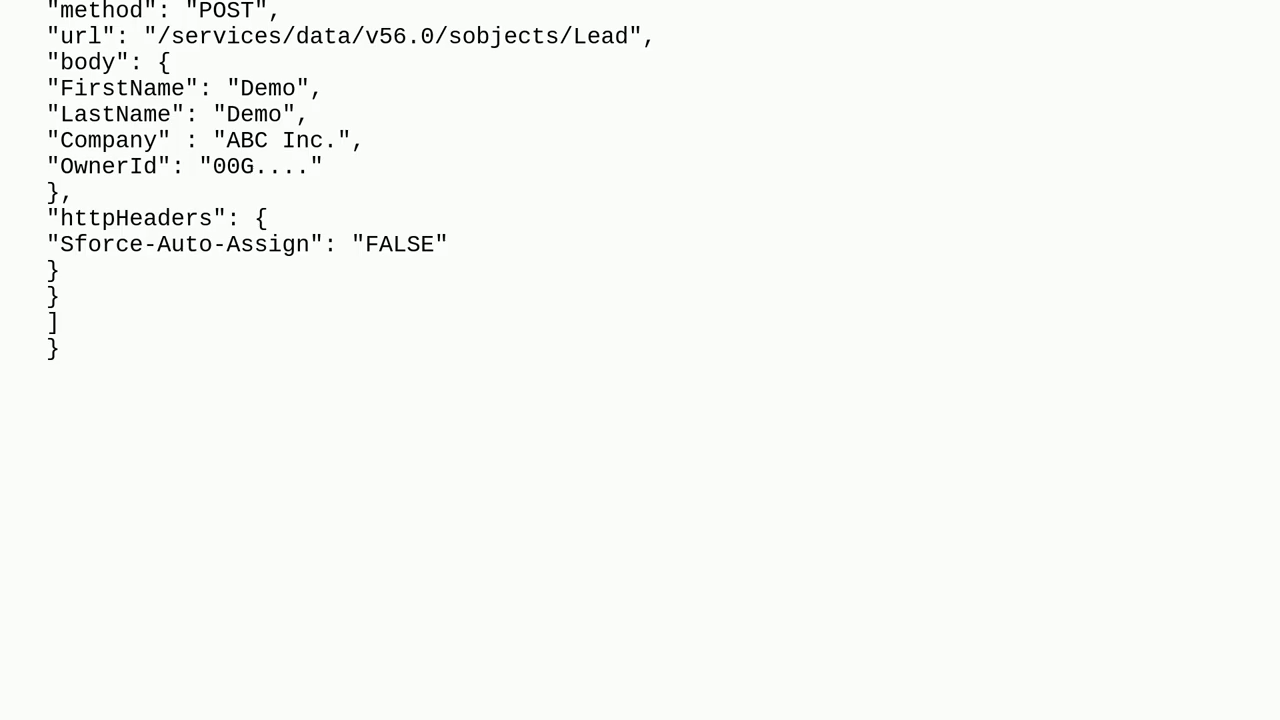 "method": "POST",
"url": "/services/data/v56.0/sobjects/Lead",
"body": {
"FirstName": "Demo",
"LastName": "Demo",
"Company" : "ABC Inc.",
"OwnerId": "00G...."
},
"httpHeaders": {
"Sforce-Auto-Assign": "FALSE"
}
}
]
}